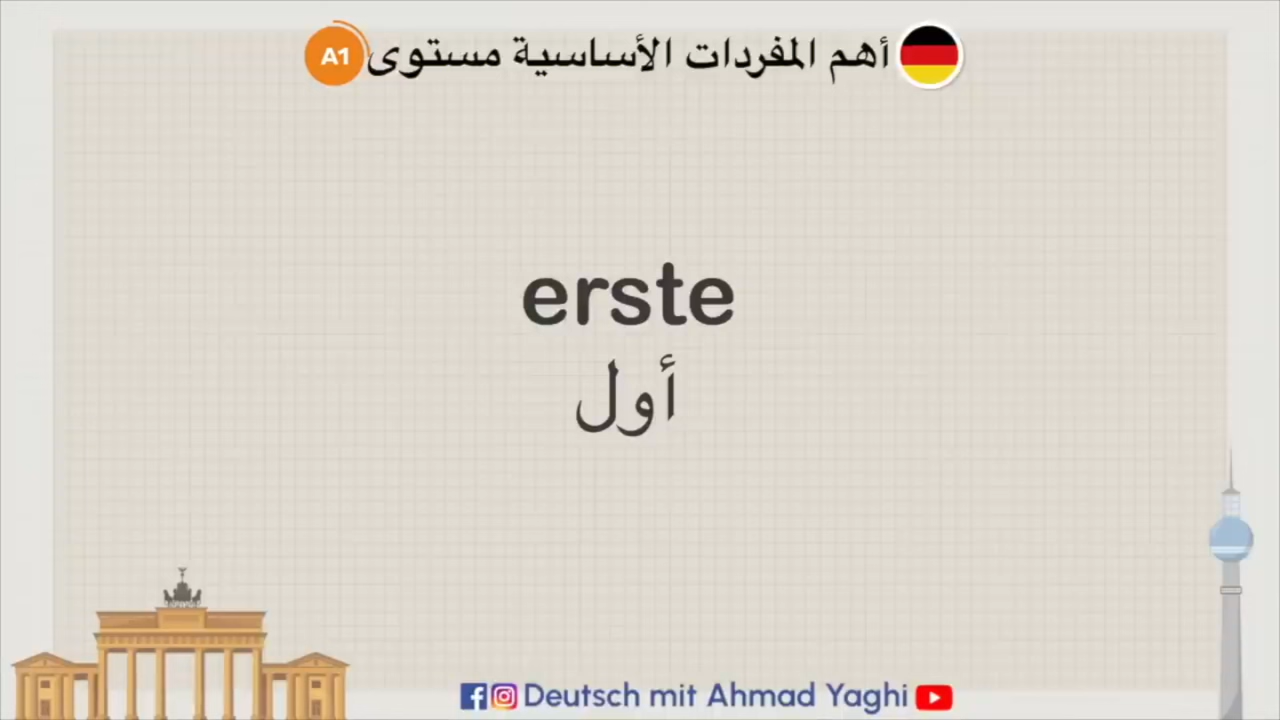 أهم المفردات الأساسية مستوى A1
erste
أول
Deutsch mit Ahmad Yaghi